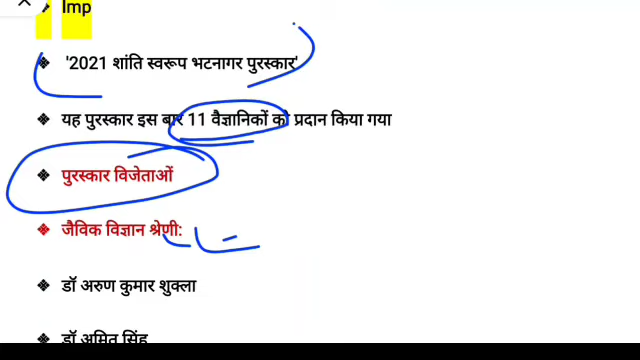 Imp
'2021 शांति स्वरूप भटनागर पुरस्कार'
यह पुरस्कार इस बार 11 वैज्ञानिकों को प्रदान किया गया
पुरस्कार विजेताओं
जैविक विज्ञान श्रेणी:
डॉ अरुण कुमार शुक्ला
डॉ अमित सिंह